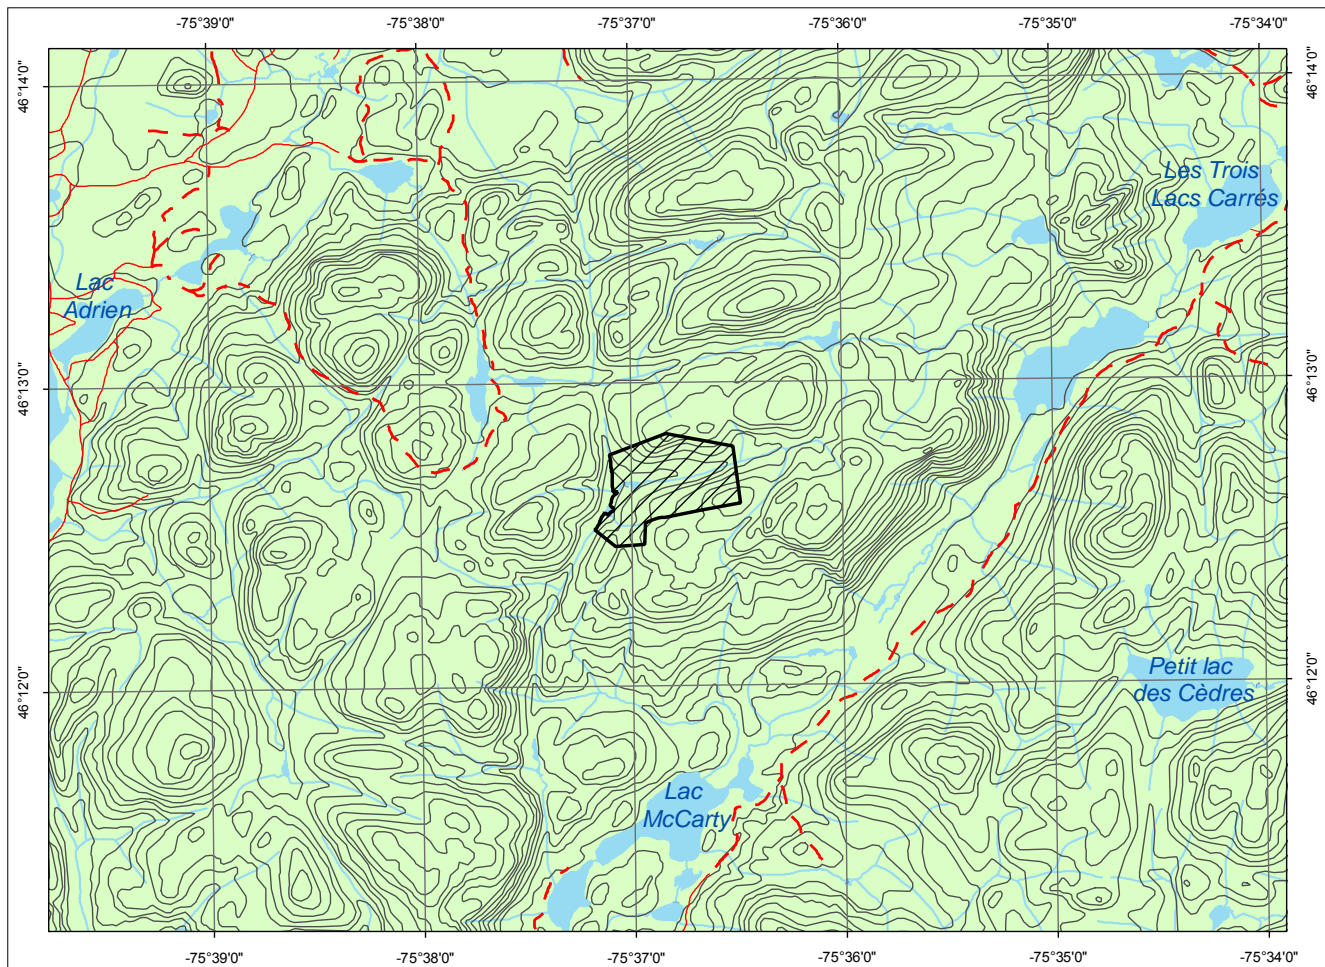 -75°39'0" -75°38'0" -75°37'0" -75°36'0" -75°35'0" -75°34'0"
46°14'0" 46°14'0"
Les Trois
Lacs Carrés
Lac
Adrien
46°13'0" 46°13'0"
Petit lac
des Cèdres
46°12'0" 46°12'0"
Lac
McCarty
-75°39'0" -75°38'0" -75°37'0" -75°36'0" -75°35'0" -75°34'0"